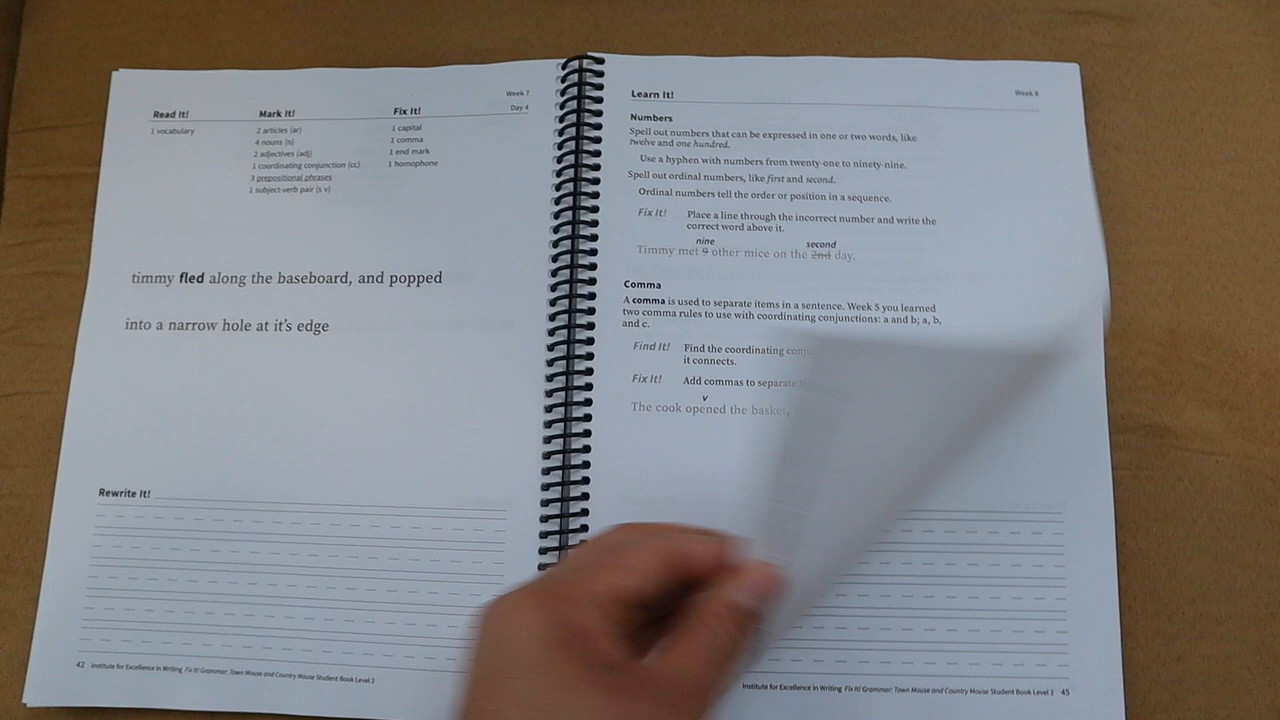 Week 7
Day 4
Read It! Mark It! Fix It!
1 vocabulary 2 articles (ar) 1 capital
4 nouns (n) 1 comma
2 adjectives (adj) 1 end mark
1 coordinating conjunction (cc) 1 homophone
3 prepositional phrases
1 subject-verb pair (s v)
timmy fled along the baseboard, and popped
into a narrow hole at it's edge
Rewrite It!
42 Institute for Excellence in Writing Fix It! Grammar: Town Mouse and Country Mouse Student Book Level 2
Learn It! Week 8
Numbers
Spell out numbers that can be expressed in one or two words, like
twelve and one hundred.
Use a hyphen with numbers from twenty-one to ninety-nine.
Spell out ordinal numbers, like first and second.
Ordinal numbers tell the order or position in a sequence.
Fix It! Place a line through the incorrect number and write the
correct word above it.
nine second
Timmy met 9 other mice on the 2nd day.
Comma
A comma is used to separate items in a sentence. Week 5 you learned
two comma rules to use with coordinating conjunctions: a and b; a, b,
and c.
Find It! Find the coordinating
it connects.
Fix It! Add commas to separate
v
The cook opened the basket,
Institute for Excellence in Writing Fix It! Grammar: Town Mouse and Country Mouse Student Book Level 2 45